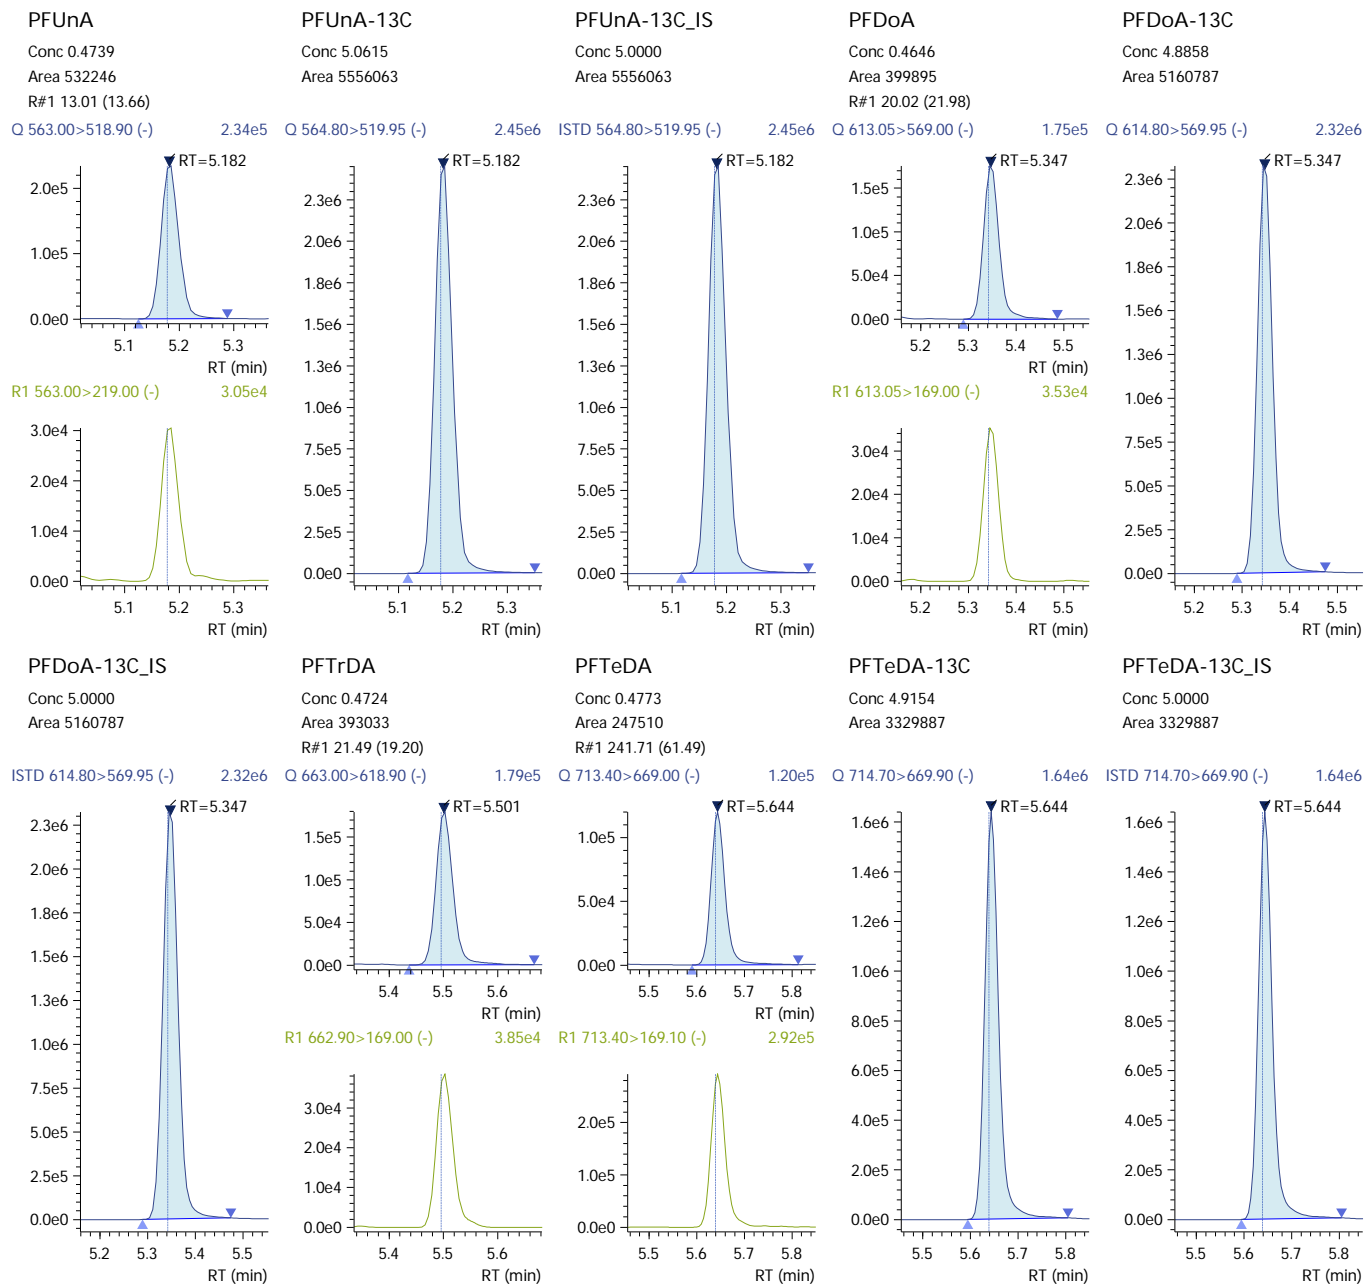 PFUnA
Conc 0.4739
Area 532246
R#1 13.01 (13.66)
Q 563.00>518.90 (-) 2.34e5
RT=5.182
2.0e5
1.0e5
0.0e0
5.1 5.2 5.3
RT (min)
R1 563.00>219.00 (-) 3.05e4
3.0e4
2.0e4
1.0e4
0.0e0
5.1 5.2 5.3
RT (min)
PFUnA-13C
Conc 5.0615
Area 5556063
Q 564.80>519.95 (-) 2.45e6
RT=5.182
2.3e6
2.0e6
1.8e6
1.5e6
1.3e6
1.0e6
7.5e5
5.0e5
2.5e5
0.0e0
5.1 5.2 5.3
RT (min)
PFUnA-13C_IS
Conc 5.0000
Area 5556063
ISTD 564.80>519.95 (-) 2.45e6
RT=5.182
2.3e6
2.0e6
1.8e6
1.5e6
1.3e6
1.0e6
7.5e5
5.0e5
2.5e5
0.0e0
5.1 5.2 5.3
RT (min)
PFDoA
Conc 0.4646
Area 399895
R#1 20.02 (21.98)
Q 613.05>569.00 (-) 1.75e5
RT=5.347
1.5e5
1.0e5
5.0e4
0.0e0
5.2 5.3 5.4 5.5
RT (min)
R1 613.05>169.00 (-) 3.53e4
3.0e4
2.0e4
1.0e4
0.0e0
5.2 5.3 5.4 5.5
RT (min)
PFDoA-13C
Conc 4.8858
Area 5160787
Q 614.80>569.95 (-) 2.32e6
RT=5.347
2.3e6
2.0e6
1.8e6
1.5e6
1.3e6
1.0e6
7.5e5
5.0e5
2.5e5
0.0e0
5.2 5.3 5.4 5.5
RT (min)
PFDoA-13C_IS
Conc 5.0000
Area 5160787
ISTD 614.80>569.95 (-) 2.32e6
RT=5.347
2.3e6
2.0e6
1.8e6
1.5e6
1.3e6
1.0e6
7.5e5
5.0e5
2.5e5
0.0e0
5.2 5.3 5.4 5.5
RT (min)
PFTrDA
Conc 0.4724
Area 393033
R#1 21.49 (19.20)
Q 663.00>618.90 (-) 1.79e5
RT=5.501
1.5e5
1.0e5
5.0e4
0.0e0
5.4 5.5 5.6
RT (min)
R1 662.90>169.00 (-) 3.85e4
3.0e4
2.0e4
1.0e4
0.0e0
5.4 5.5 5.6
RT (min)
PFTeDA
Conc 0.4773
Area 247510
R#1 241.71 (61.49)
Q 713.40>669.00 (-) 1.20e5
RT=5.644
1.0e5
5.0e4
0.0e0
5.5 5.6 5.7 5.8
RT (min)
R1 713.40>169.10 (-) 2.92e5
2.0e5
1.0e5
0.0e0
5.5 5.6 5.7 5.8
RT (min)
PFTeDA-13C
Conc 4.9154
Area 3329887
Q 714.70>669.90 (-) 1.64e6
RT=5.644
1.6e6
1.4e6
1.2e6
1.0e6
8.0e5
6.0e5
4.0e5
2.0e5
0.0e0
5.5 5.6 5.7 5.8
RT (min)
PFTeDA-13C_IS
Conc 5.0000
Area 3329887
ISTD 714.70>669.90 (-) 1.64e6
RT=5.644
1.6e6
1.4e6
1.2e6
1.0e6
8.0e5
6.0e5
4.0e5
2.0e5
0.0e0
5.5 5.6 5.7 5.8
RT (min)